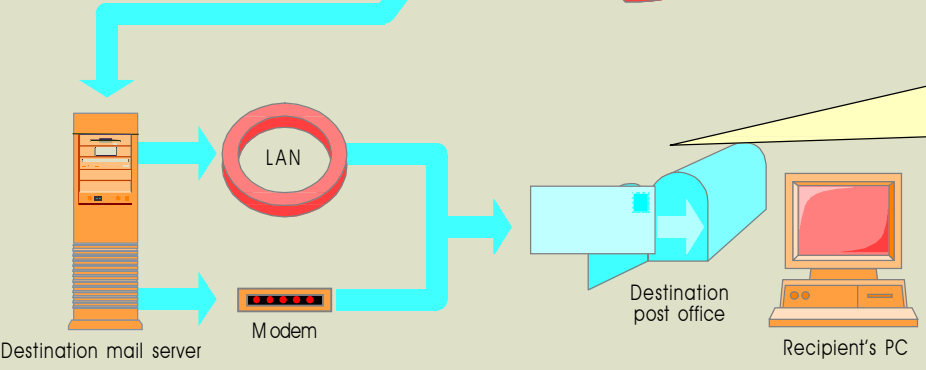 LAN
Modem
Destination mail server
Destination
post office
Recipient's PC